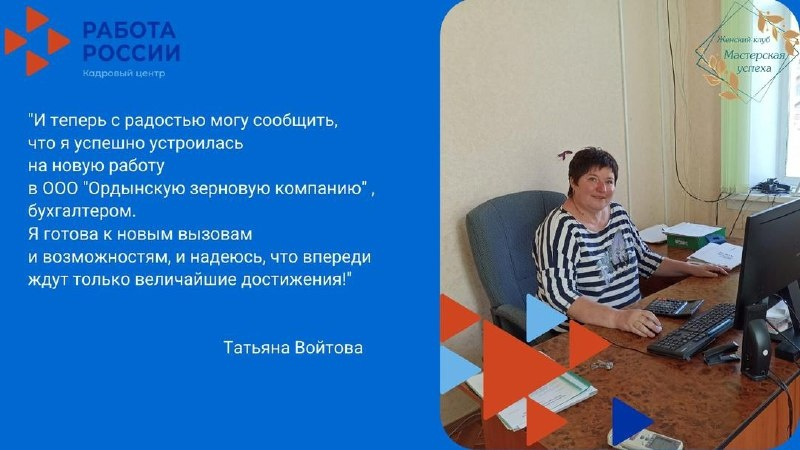 РАБОТА
РОССИИ
Кадровый центр
Женский клуб
Мастерская
успеха
"И теперь с радостью могу сообщить,
что я успешно устроилась
на новую работу
в ООО "Ордынскую зерновую компанию" ,
бухгалтером.
Я готова к новым вызовам
и возможностям, и надеюсь, что впереди
ждут только величайшие достижения!"
Татьяна Войтова